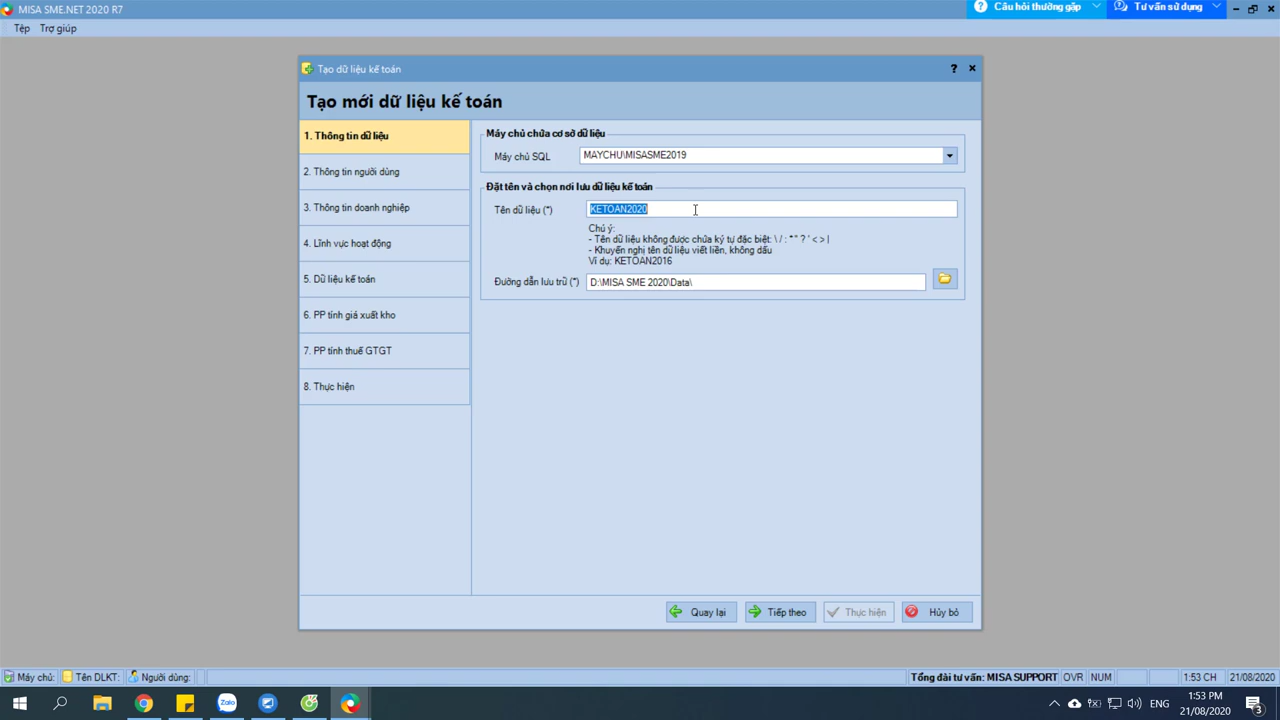 MISA SME.NET 2020 R7
Câu hỏi thường gặp
Tư vấn sử dụng
Tệp Trợ giúp
Tạo dữ liệu kế toán
?
Tạo mới dữ liệu kế toán
1. Thông tin dữ liệu
2. Thông tin người dùng
3. Thông tin doanh nghiệp
4. Lĩnh vực hoạt động
5. Dữ liệu kế toán
6. PP tính giá xuất kho
7. PP tính thuế GTGT
8. Thực hiện
Máy chủ chứa cơ sở dữ liệu
Máy chủ SQL MAYCHU\MISASME2019
Đặt tên và chọn nơi lưu dữ liệu kế toán
Tên dữ liệu (*) KETOAN2020
Chú ý:
- Tên dữ liệu không được chứa ký tự đặc biệt: \ / : * " ? ' < > |
- Khuyến nghị tên dữ liệu viết liền, không dấu
Ví dụ: KETOAN2016
Đường dẫn lưu trữ (*) D:\MISA SME 2020\Data\
Quay lại Tiếp theo Thực hiện Hủy bỏ
Máy chủ: Tên DLKT: Người dùng: Tổng đài tư vấn: MISA SUPPORT OVR NUM 1:53 CH 21/08/2020
Zalo
ENG
1:53 PM
21/08/2020
3